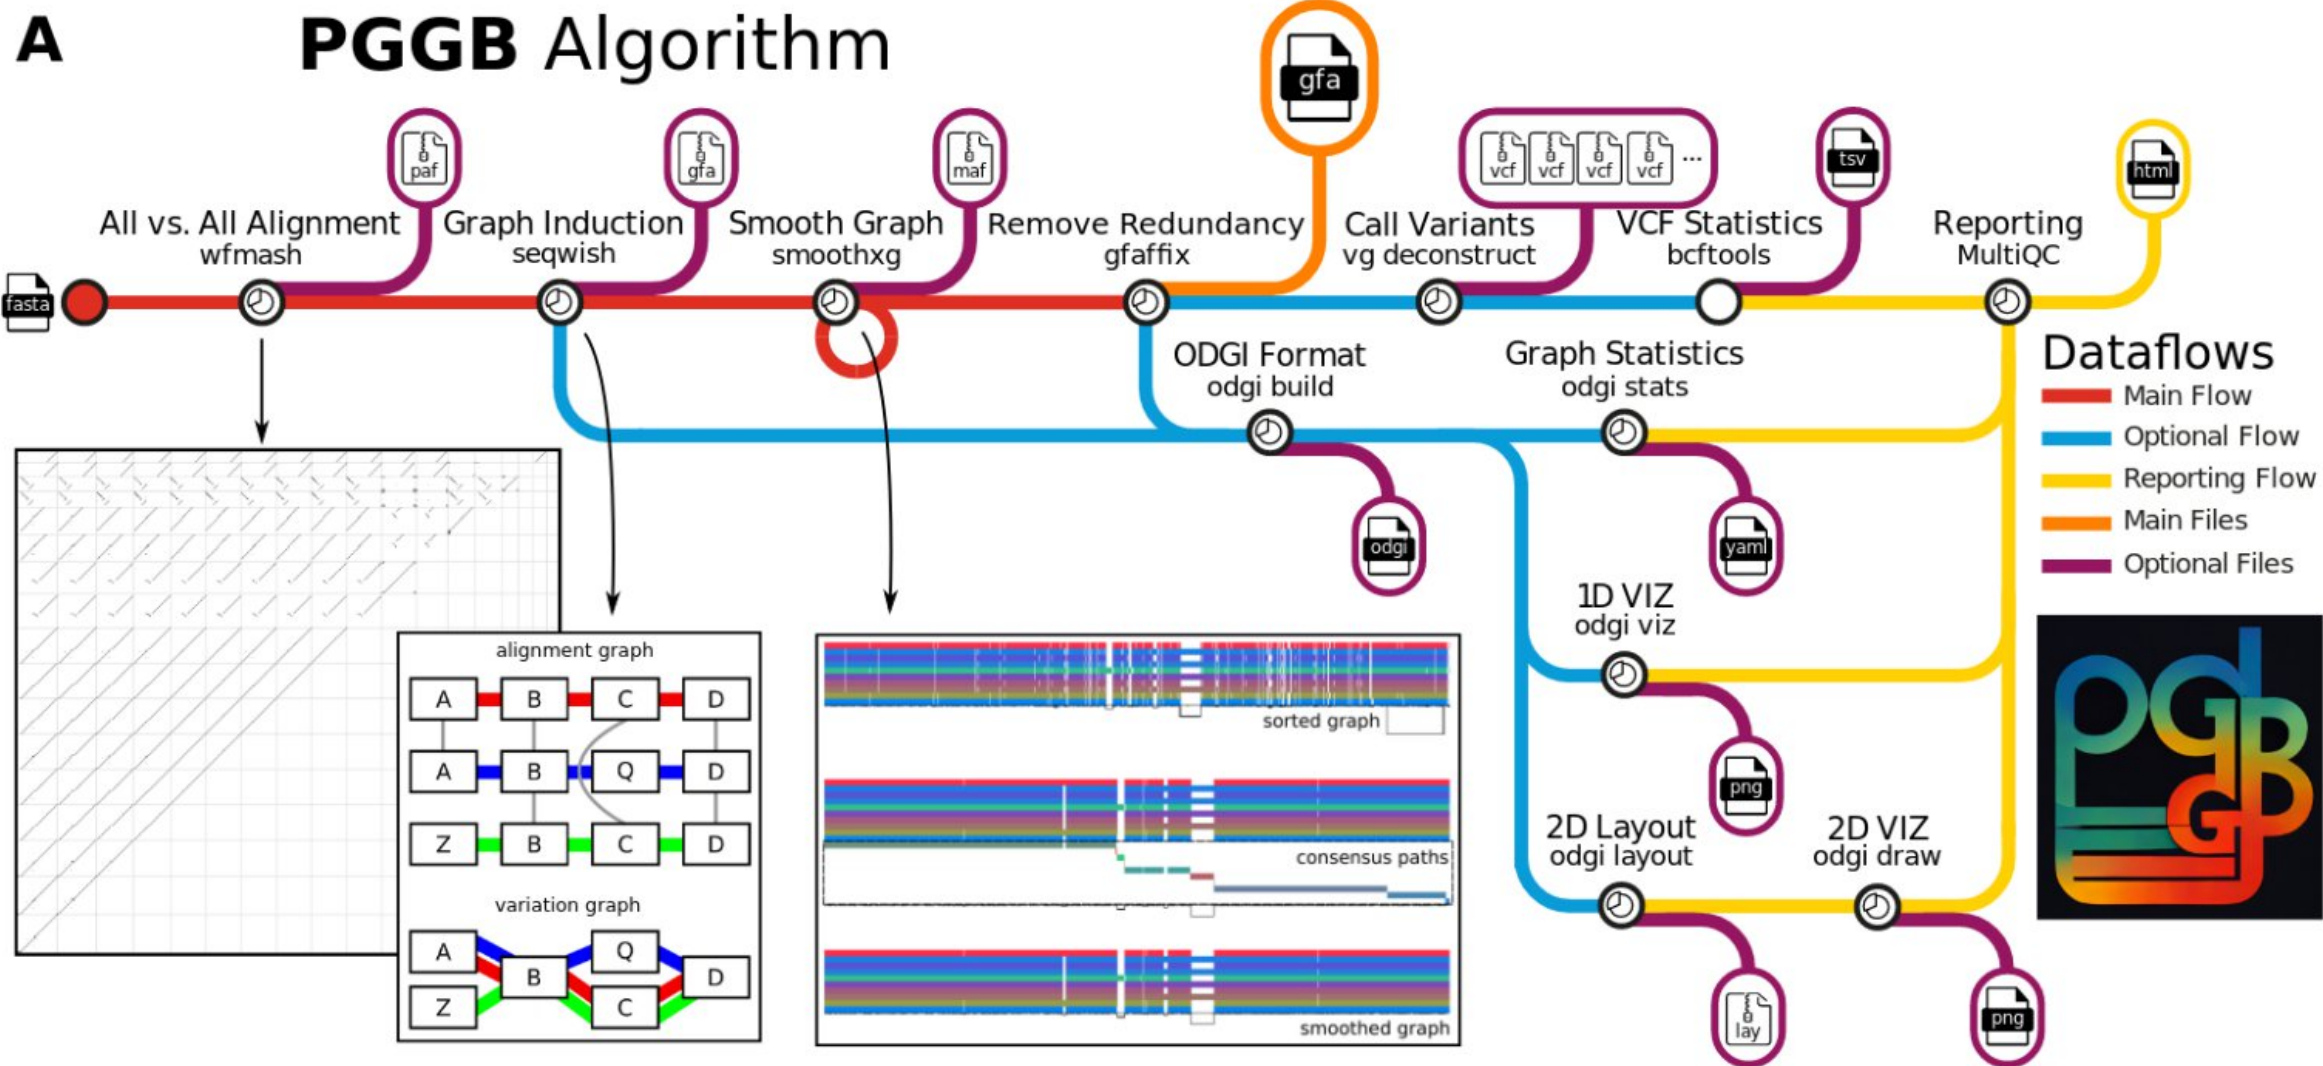 A
PGGB Algorithm
gfa
paf
gfa
maf
vcf vcf vcf vcf ...
tsv
html
All vs. All Alignment
wfmash
Graph Induction
seqwish
Smooth Graph
smoothxg
Remove Redundancy
gfaffix
Call Variants
vg deconstruct
VCF Statistics
bcftools
Reporting
MultiQC
fasta
ODGI Format
odgi build
Graph Statistics
odgi stats
Dataflows
Main Flow
Optional Flow
Reporting Flow
Main Files
Optional Files
odgi
yaml
1D VIZ
odgi viz
png
2D Layout
odgi layout
2D VIZ
odgi draw
lay
png
alignment graph
A B C D
A B Q D
Z B C D
variation graph
A Q
B D
Z C
sorted graph
consensus paths
smoothed graph
pgGB
G